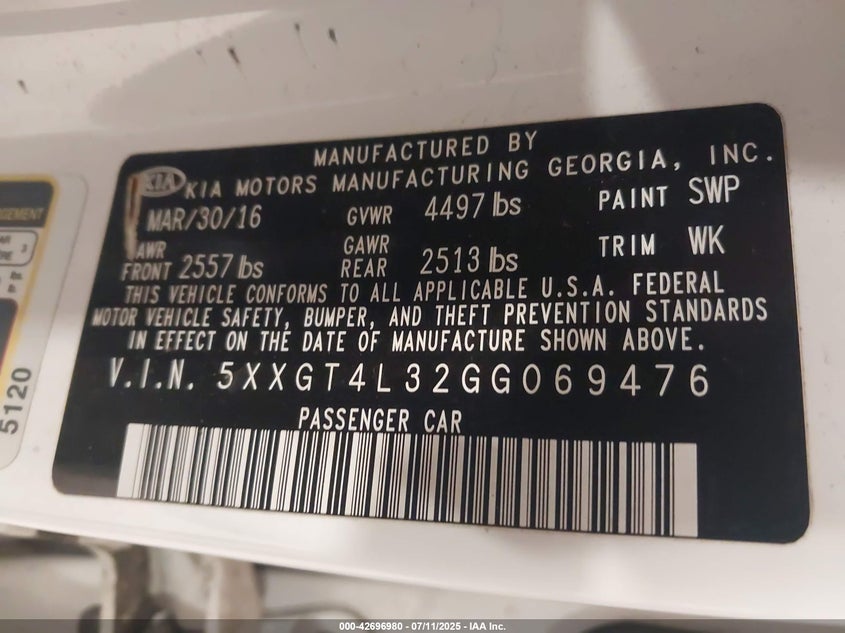 MANUFACTURED BY
KIA KIA MOTORS MANUFACTURING GEORGIA, INC.
MAR/30/16 GVWR 4497 lbs PAINT SWP
AWR FRONT 2557 lbs GAWR REAR 2513 lbs TRIM WK
THIS VEHICLE CONFORMS TO ALL APPLICABLE U.S.A. FEDERAL
MOTOR VEHICLE SAFETY, BUMPER, AND THEFT PREVENTION STANDARDS
IN EFFECT ON THE DATE OF MANUFACTURE SHOWN ABOVE.
V.I.N. 5XXGT4L32GG069476
PASSENGER CAR
5120
000-42696980 - 07/11/2025 - IAA Inc.